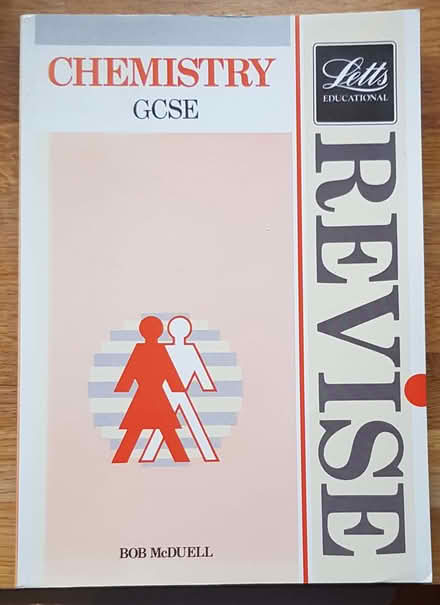 CHEMISTRY
GCSE
Letts
EDUCATIONAL
REVISE
BOB McDUELL